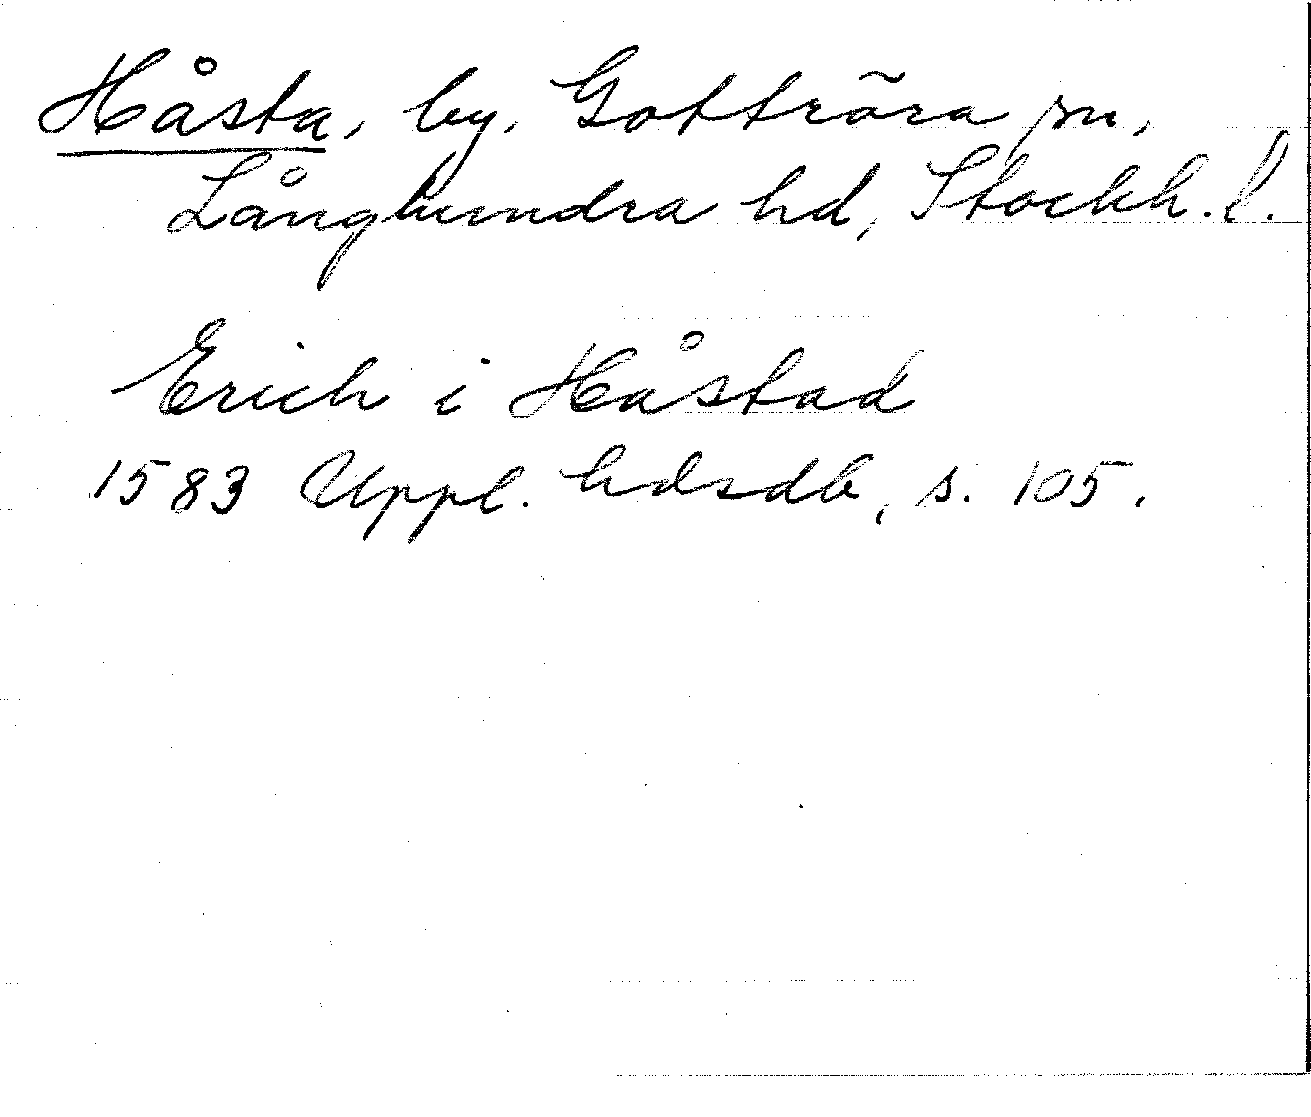 Håsta, by, Gottröra sn,
Långhundra hd, Stockh. l.
Erich i Håstad
1583 Uppl. hdsdb, s. 105.